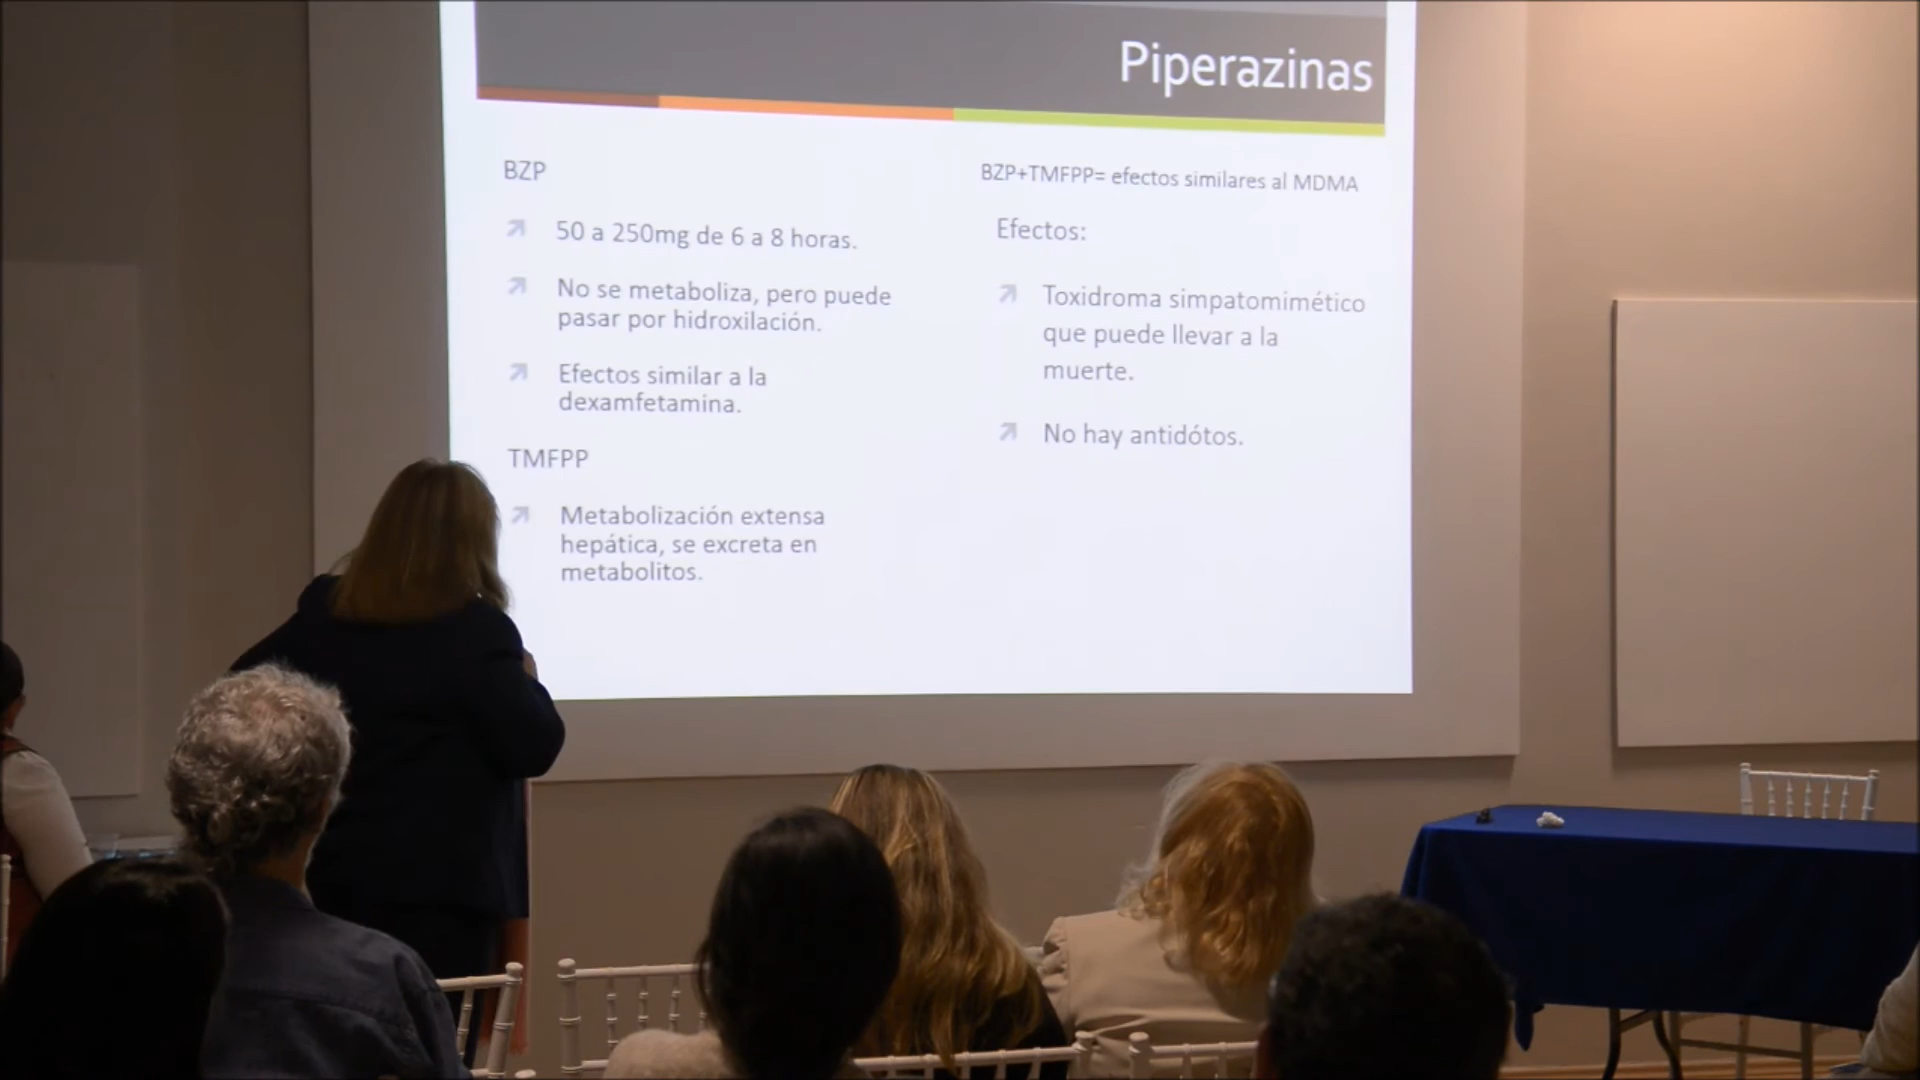 Piperazinas
BZP
50 a 250mg de 6 a 8 horas.
No se metaboliza, pero puede
pasar por hidroxilación.
Efectos similar a la
dexamfetamina.
TMFPP
Metabolización extensa
hepática, se excreta en
metabolitos.
BZP+TMFPP= efectos similares al MDMA
Efectos:
Toxidroma simpatomimético
que puede llevar a la
muerte.
No hay antidótos.